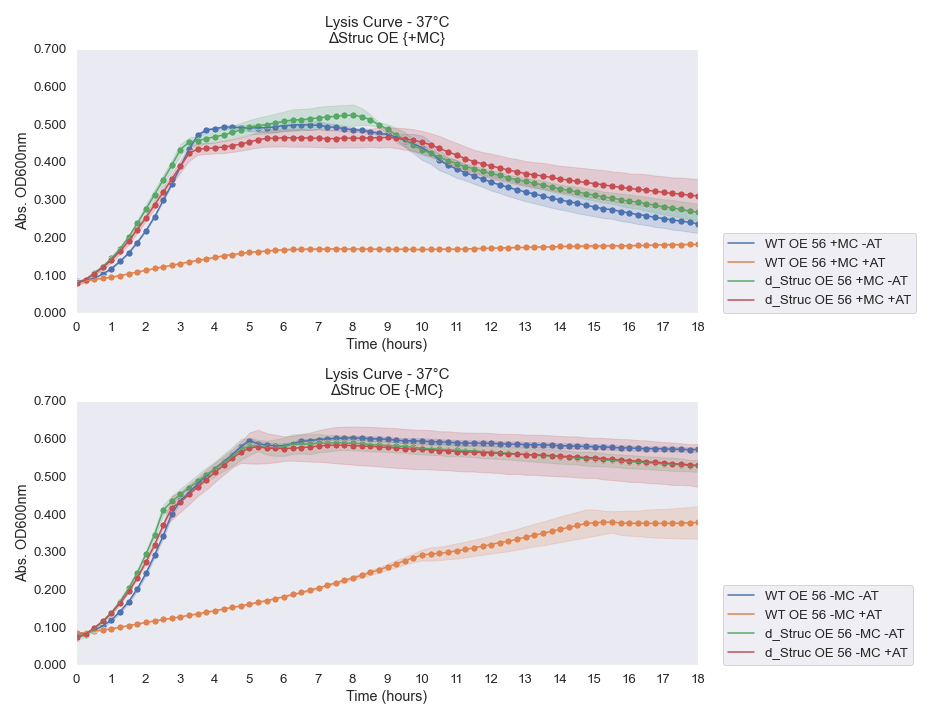 Lysis Curve - 37°C
ΔStruc OE {+MC}
0.700
0.600
0.500
0.400
0.300
0.200
0.100
0.000
Abs. OD600nm
0 1 2 3 4 5 6 7 8 9 10 11 12 13 14 15 16 17 18
Time (hours)
WT OE 56 +MC -AT
WT OE 56 +MC +AT
d_Struc OE 56 +MC -AT
d_Struc OE 56 +MC +AT
Lysis Curve - 37°C
ΔStruc OE {-MC}
0.700
0.600
0.500
0.400
0.300
0.200
0.100
0.000
Abs. OD600nm
0 1 2 3 4 5 6 7 8 9 10 11 12 13 14 15 16 17 18
Time (hours)
WT OE 56 -MC -AT
WT OE 56 -MC +AT
d_Struc OE 56 -MC -AT
d_Struc OE 56 -MC +AT